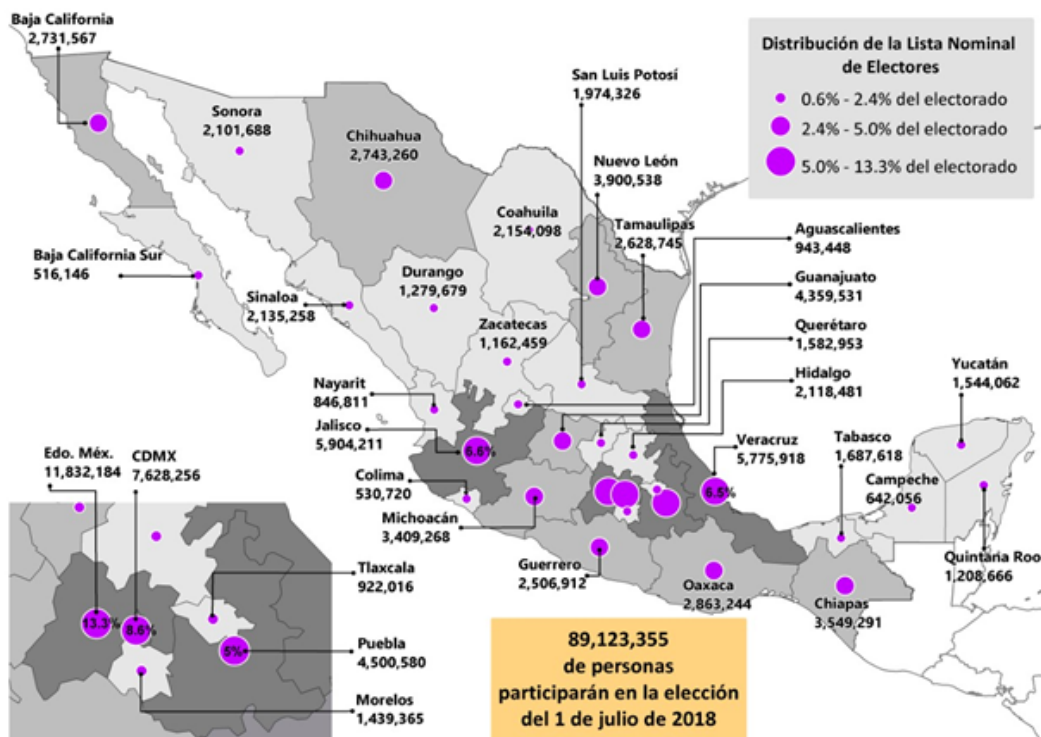 Baja California
2,731,567
Distribución de la Lista Nominal
de Electores
0.6% - 2.4% del electorado
2.4% - 5.0% del electorado
5.0% - 13.3% del electorado
San Luis Potosí
1,974,326
Sonora
2,101,688
Chihuahua
2,743,260
Nuevo León
3,900,538
Coahuila
2,154,098
Tamaulipas
2,628,745
Aguascalientes
943,448
Baja California Sur
516,146
Durango
1,279,679
Guanajuato
4,359,531
Sinaloa
2,135,258
Zacatecas
1,162,459
Querétaro
1,582,953
Hidalgo
2,118,481
Yucatán
1,544,062
Nayarit
846,811
Jalisco
5,904,211
6.6%
Veracruz
5,775,918
6.5%
Tabasco
1,687,618
Edo. Méx.
11,832,184
CDMX
7,628,256
Colima
530,720
Campeche
642,056
Michoacán
3,409,268
Quintana Roo
1,208,666
Tlaxcala
922,016
Guerrero
2,506,912
Oaxaca
2,863,244
Chiapas
3,549,291
13.3%
8.6%
5%
Puebla
4,500,580
Morelos
1,439,365
89,123,355
de personas
participarán en la elección
del 1 de julio de 2018